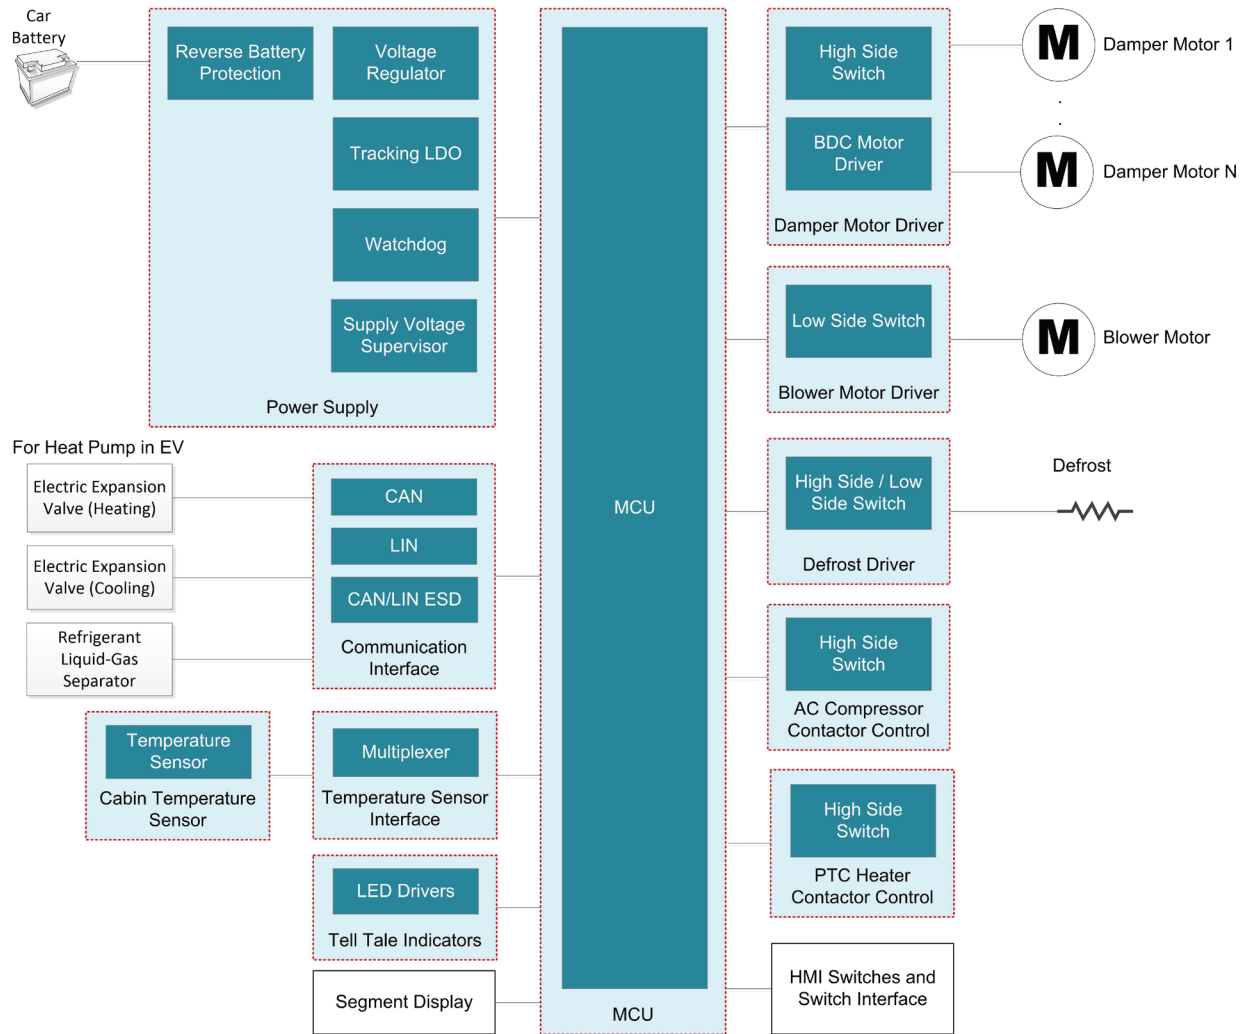 Car
Battery
Reverse Battery
Protection
Voltage
Regulator
Tracking LDO
Watchdog
Supply Voltage
Supervisor
Power Supply
For Heat Pump in EV
Electric Expansion
Valve (Heating)
Electric Expansion
Valve (Cooling)
Refrigerant
Liquid-Gas
Separator
CAN
LIN
CAN/LIN ESD
Communication
Interface
Temperature
Sensor
Cabin Temperature
Sensor
Multiplexer
Temperature Sensor
Interface
LED Drivers
Tell Tale Indicators
Segment Display
MCU
MCU
High Side
Switch
BDC Motor
Driver
Damper Motor Driver
M
Damper Motor 1
M
Damper Motor N
Low Side Switch
Blower Motor Driver
M
Blower Motor
High Side / Low
Side Switch
Defrost Driver
Defrost
High Side
Switch
AC Compressor
Contactor Control
High Side
Switch
PTC Heater
Contactor Control
HMI Switches and
Switch Interface